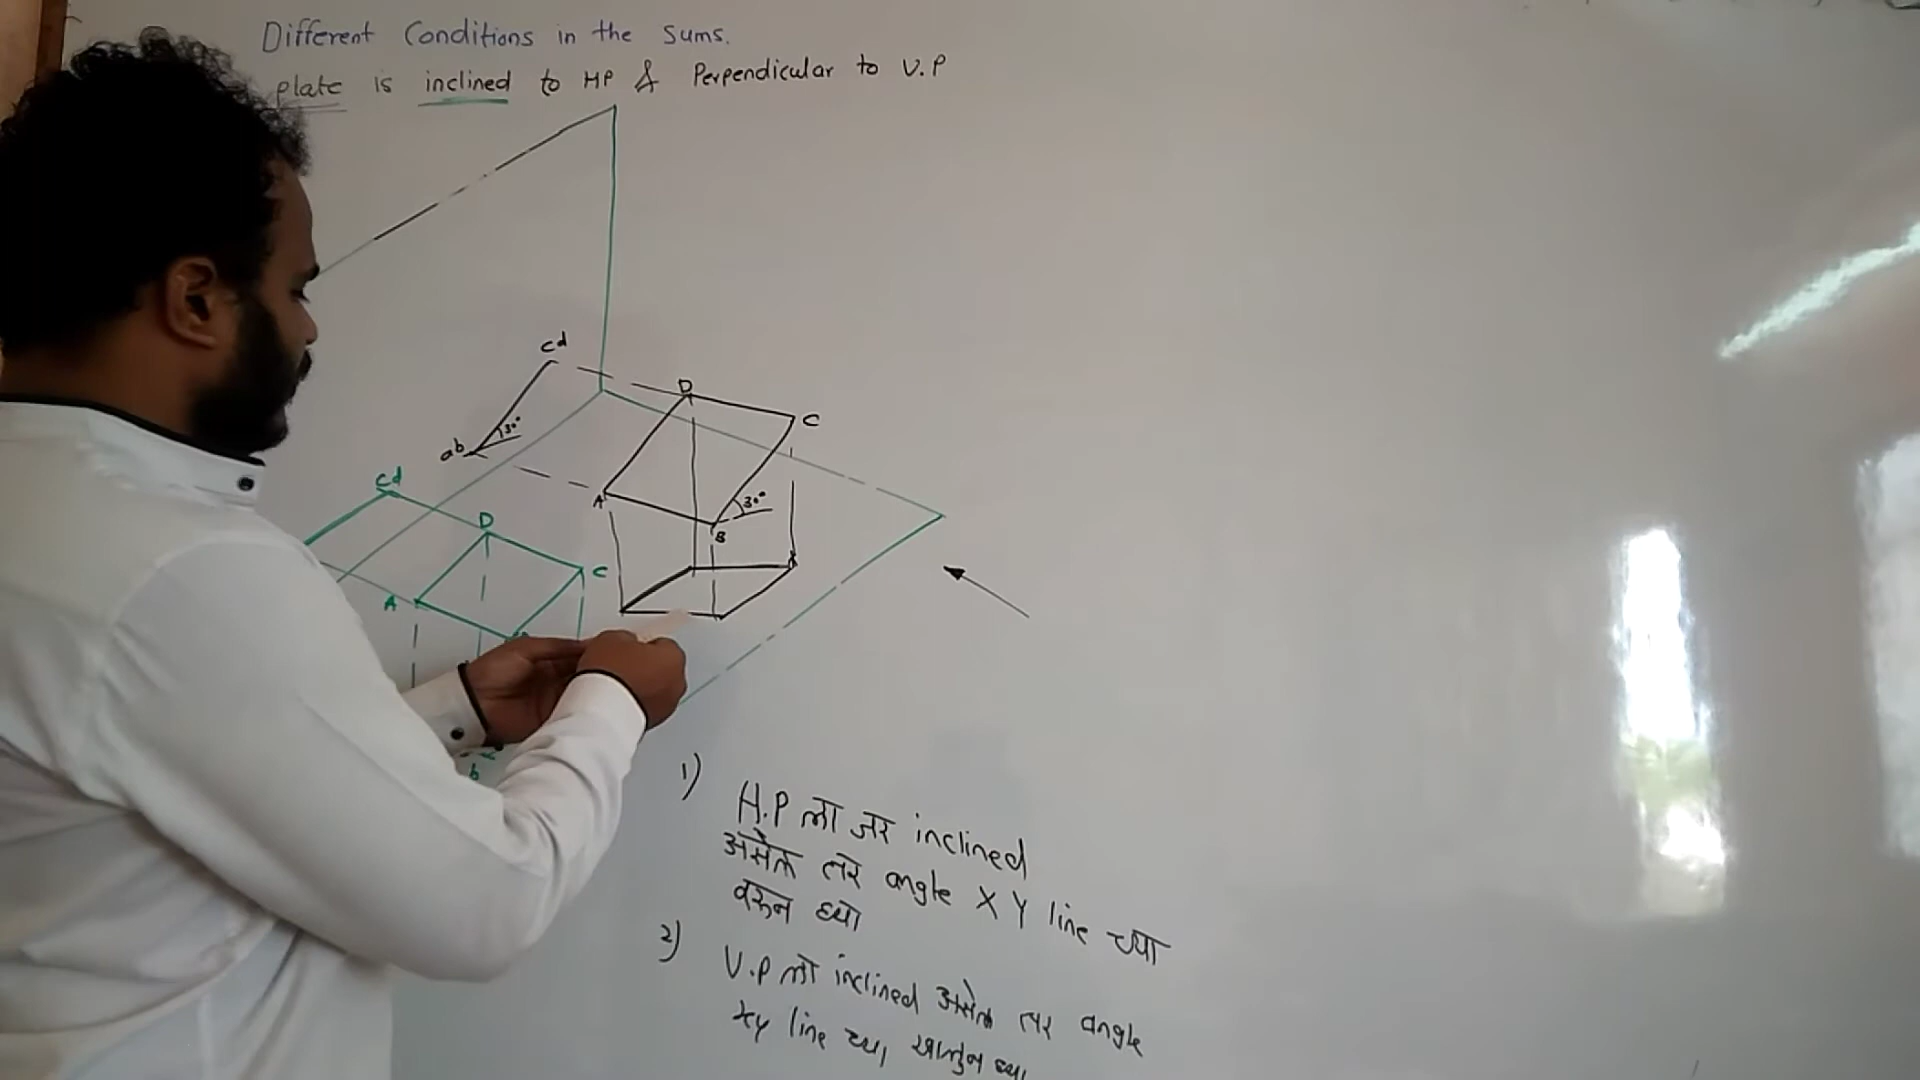 Different Conditions in the sums.
plate is inclined to HP & Perpendicular to V.P
cd
D
C
30°
ab
A
30°
B
cd
D
C
A
b
1)
H.P ला जर inclined
असेल तर angle X Y line च्या
वरून घ्या
2)
V.P ला inclined असेल तर angle
xy line च्या खालुन घ्या